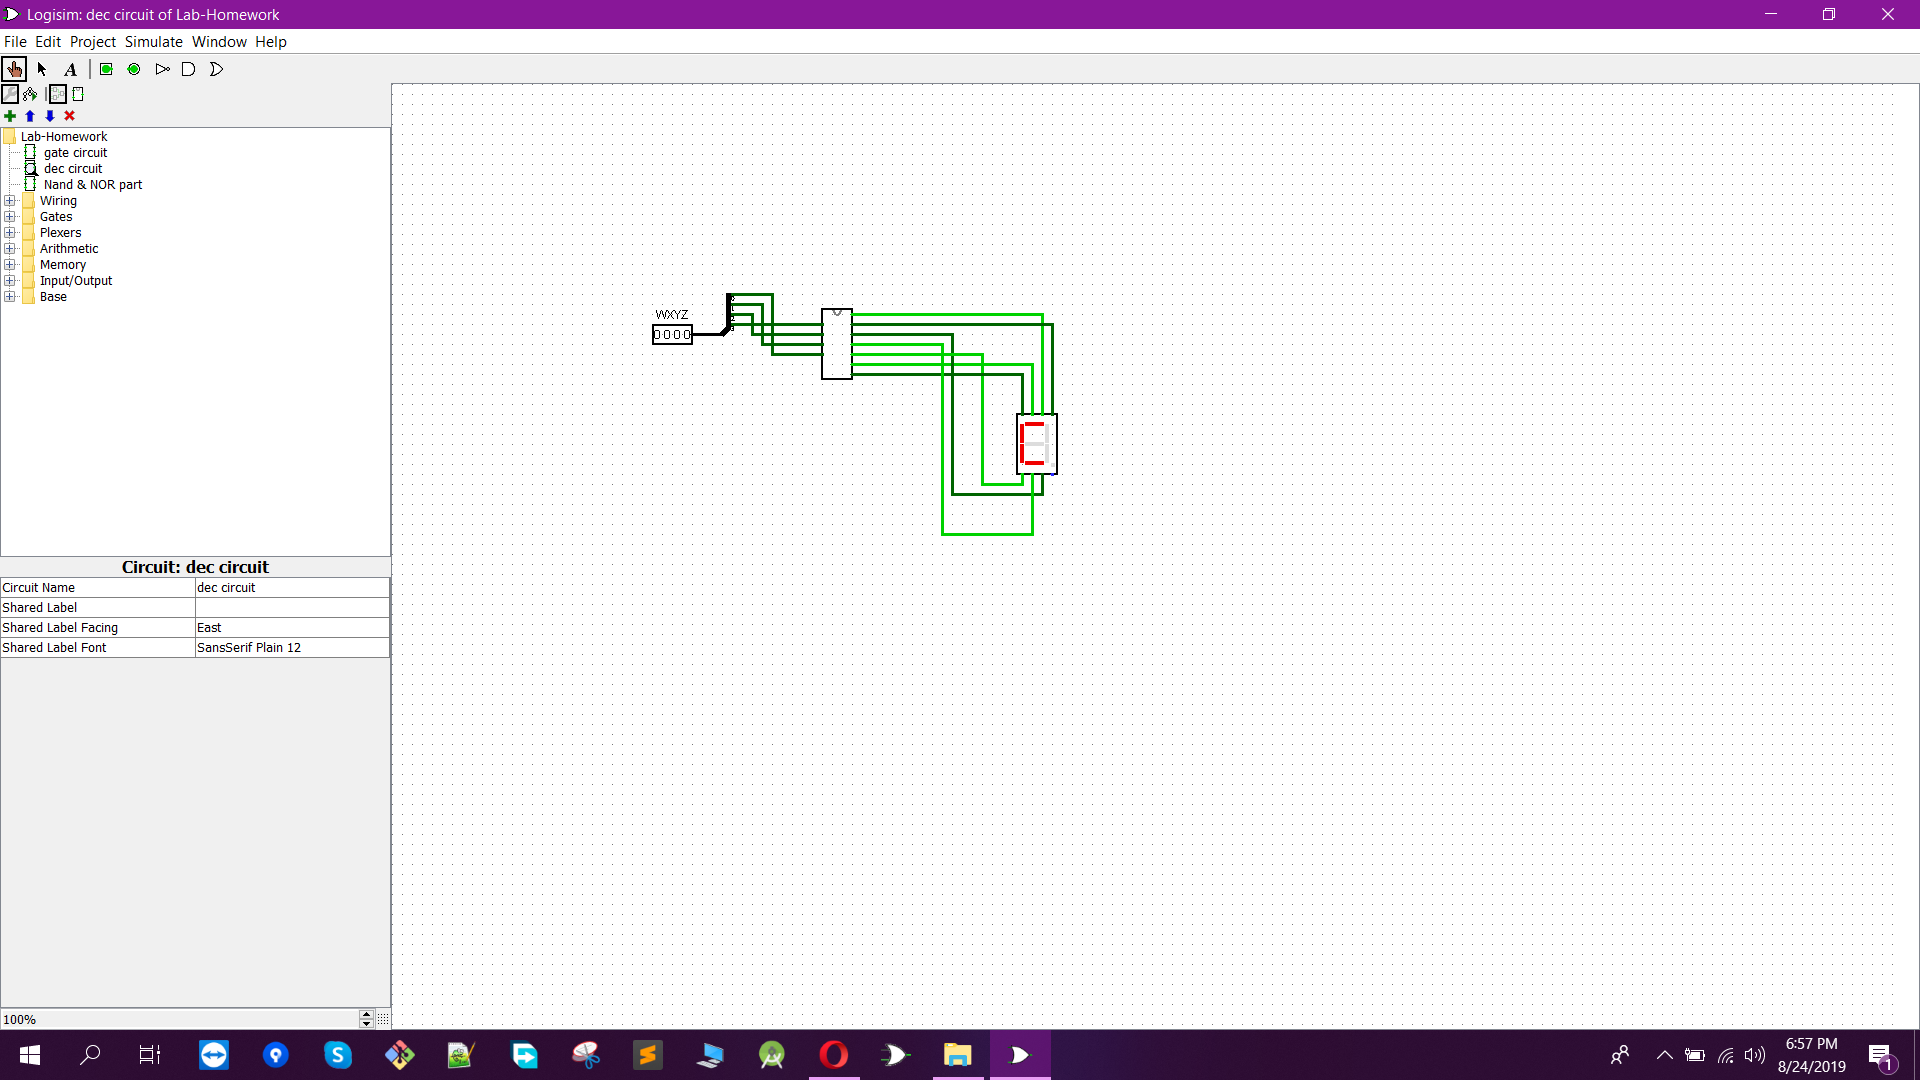 Logisim: dec circuit of Lab-Homework
File Edit Project Simulate Window Help
A
Lab-Homework
gate circuit
dec circuit
Nand & NOR part
Wiring
Gates
Plexers
Arithmetic
Memory
Input/Output
Base
WXYZ
0000
Circuit: dec circuit
Circuit Name dec circuit
Shared Label
Shared Label Facing East
Shared Label Font SansSerif Plain 12
100%
6:57 PM
8/24/2019
1